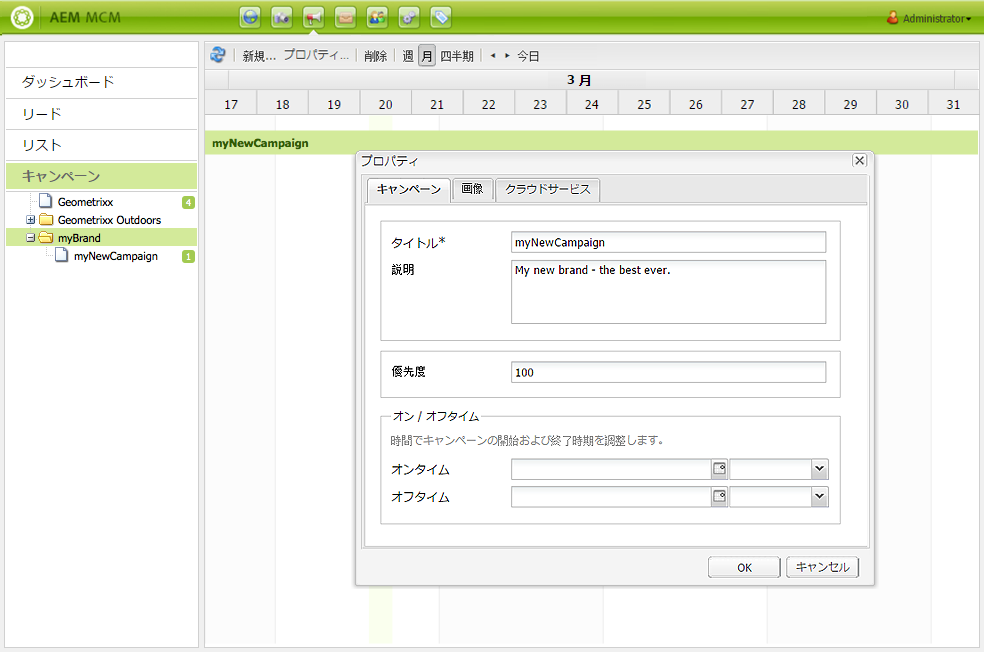 AEM MCM
Administrator
新規... プロパティ... 削除 週 月 四半期 今日
ダッシュボード
リード
リスト
キャンペーン
Geometrixx 4
Geometrixx Outdoors
myBrand
myNewCampaign 1
3 月
17 18 19 20 21 22 23 24 25 26 27 28 29 30 31
myNewCampaign
プロパティ
キャンペーン 画像 クラウドサービス
タイトル* myNewCampaign
説明 My new brand - the best ever.
優先度 100
オン / オフタイム
時間でキャンペーンの開始および終了時期を調整します。
オンタイム
オフタイム
OK キャンセル